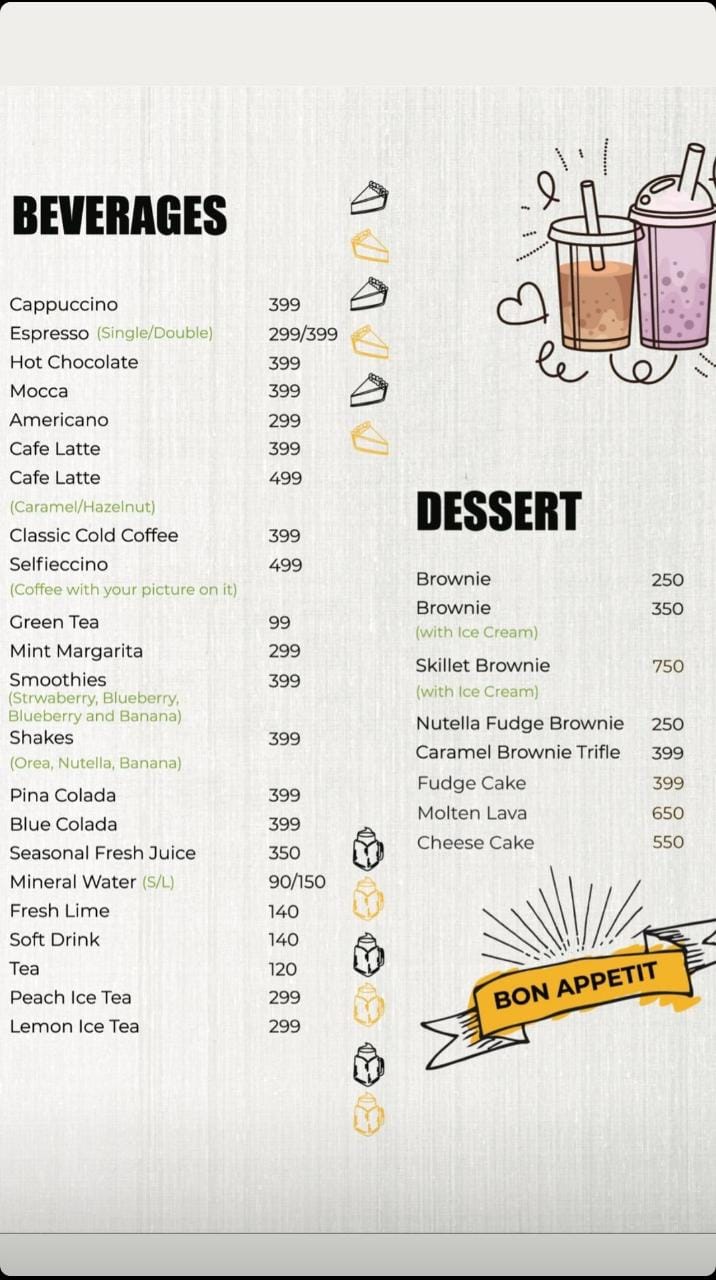 BEVERAGES
Cappuccino 399
Espresso (Single/Double) 299/399
Hot Chocolate 399
Mocca 399
Americano 299
Cafe Latte 399
Cafe Latte 499
(Caramel/Hazelnut)
Classic Cold Coffee 399
Selfieccino 499
(Coffee with your picture on it)
Green Tea 99
Mint Margarita 299
Smoothies 399
(Strwaberry, Blueberry,
Blueberry and Banana)
Shakes 399
(Orea, Nutella, Banana)
Pina Colada 399
Blue Colada 399
Seasonal Fresh Juice 350
Mineral Water (S/L) 90/150
Fresh Lime 140
Soft Drink 140
Tea 120
Peach Ice Tea 299
Lemon Ice Tea 299
DESSERT
Brownie 250
Brownie 350
(with Ice Cream)
Skillet Brownie 750
(with Ice Cream)
Nutella Fudge Brownie 250
Caramel Brownie Trifle 399
Fudge Cake 399
Molten Lava 650
Cheese Cake 550
BON APPETIT